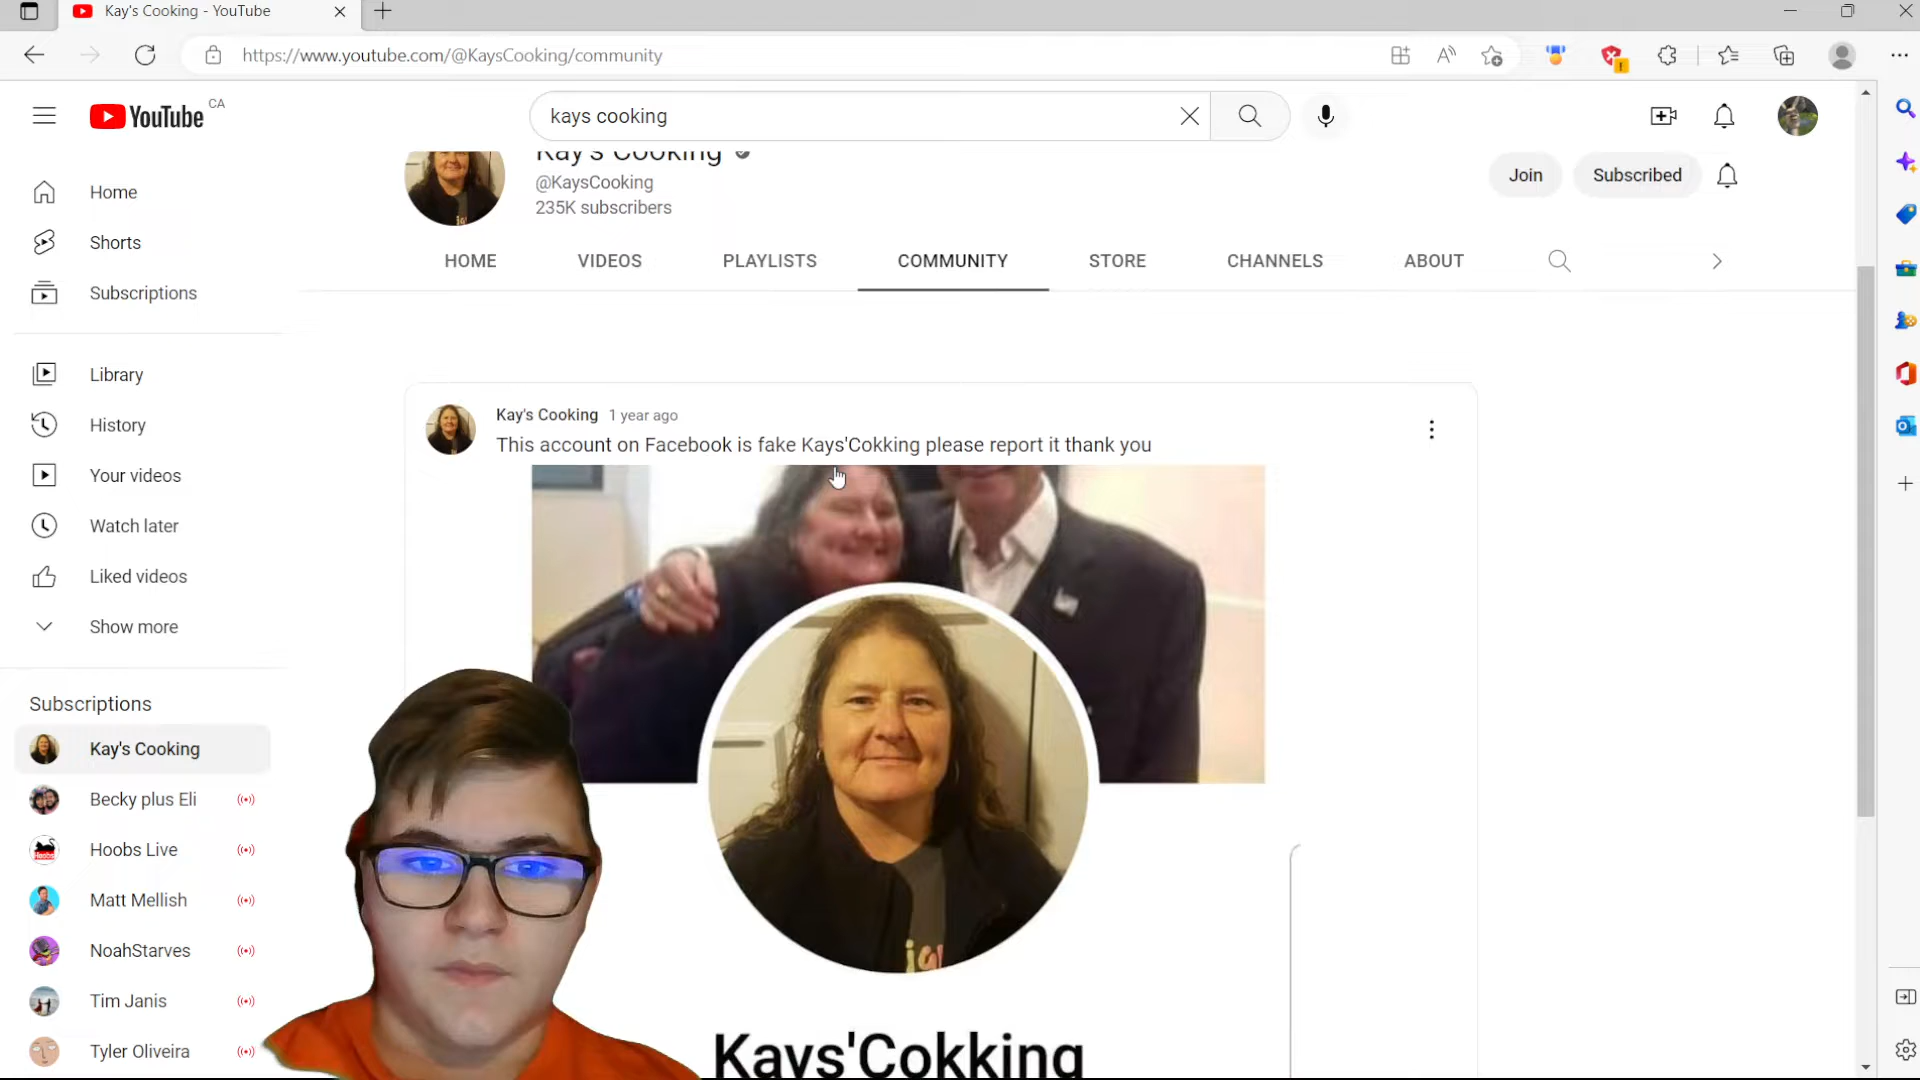 Kay's Cooking - YouTube
https://www.youtube.com/@KaysCooking/community
YouTube CA
kays cooking
Kay's Cooking
@KaysCooking
235K subscribers
Join
Subscribed
HOME
VIDEOS
PLAYLISTS
COMMUNITY
STORE
CHANNELS
ABOUT
Home
Shorts
Subscriptions
Library
History
Your videos
Watch later
Liked videos
Show more
Subscriptions
Kay's Cooking
Becky plus Eli
Hoobs Live
Matt Mellish
NoahStarves
Tim Janis
Tyler Oliveira
Kay's Cooking 1 year ago
This account on Facebook is fake Kays'Cokking please report it thank you
Kays'Cokking